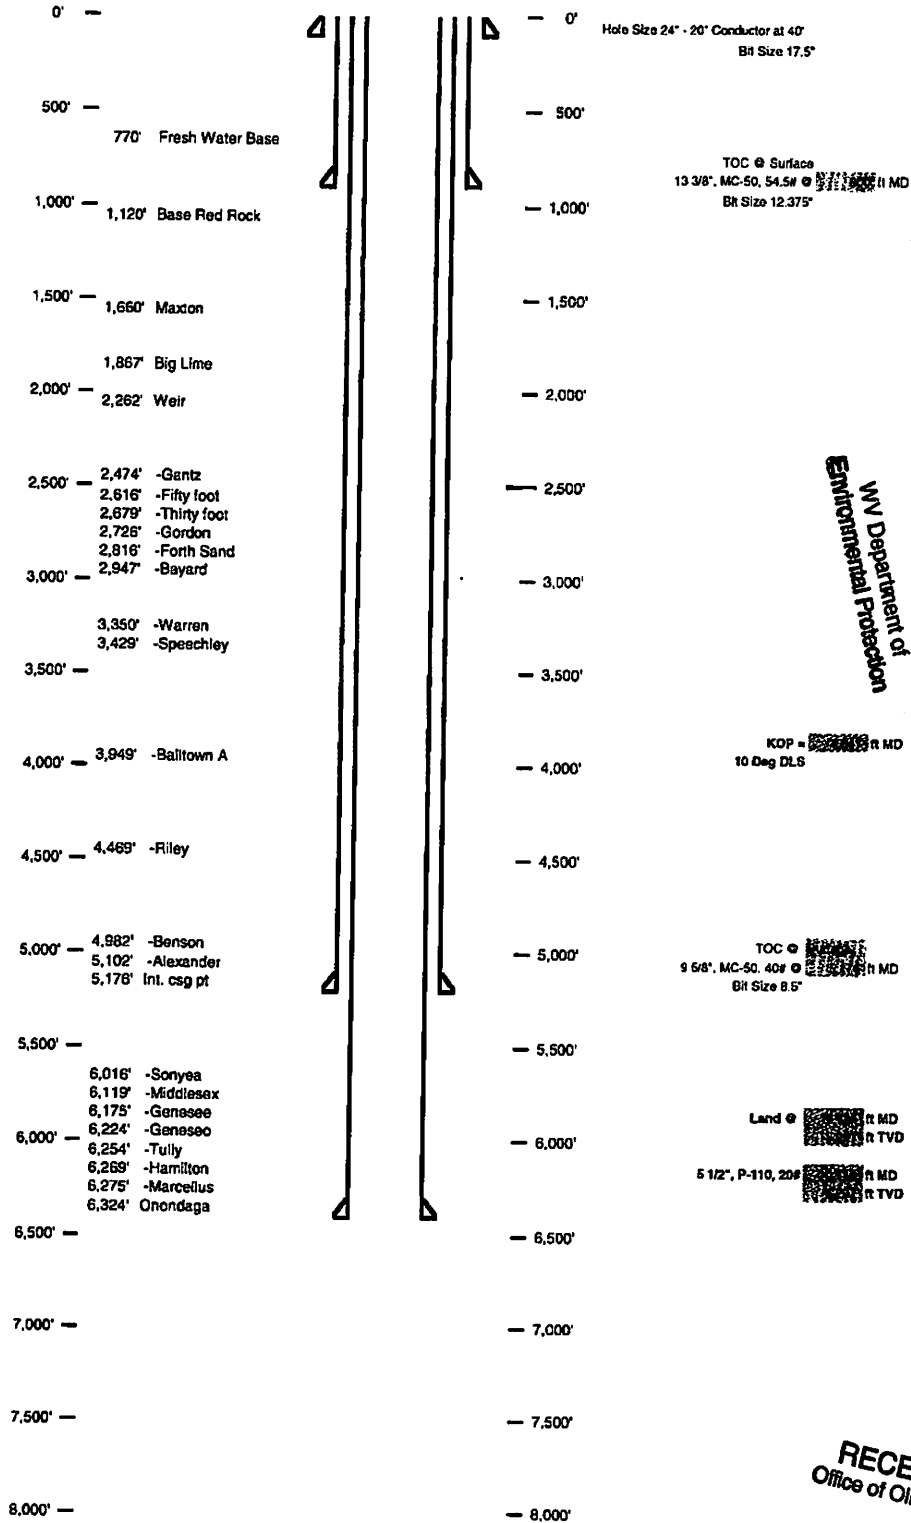 0'
500'
770' Fresh Water Base
1,000'
1,120' Base Red Rock
1,500'
1,660' Maxton
1,867' Big Lime
2,000'
2,262' Weir
2,474' -Gantz
2,500'
2,616' -Fifty foot
2,679' -Thirty foot
2,726' -Gordon
2,816' -Forth Sand
2,947' -Bayard
3,000'
3,350' -Warren
3,429' -Speechley
3,500'
3,949' -Balltown A
4,000'
4,469' -Riley
4,500'
4,982' -Benson
5,000'
5,102' -Alexander
5,176' Int. csg pt
5,500'
6,016' -Sonyea
6,119' -Middlesex
6,175' -Genesee
6,224' -Geneseo
6,000'
6,254' -Tully
6,269' -Hamilton
6,275' -Marcellus
6,324' Onondaga
6,500'
7,000'
7,500'
8,000'
0'
500'
1,000'
1,500'
2,000'
2,500'
3,000'
3,500'
4,000'
4,500'
5,000'
5,500'
6,000'
6,500'
7,000'
7,500'
8,000'
Hole Size 24" - 20" Conductor at 40'
Bit Size 17.5"
TOC @ Surface
13 3/8", MC-50, 54.5# @ ft MD
Bit Size 12.375"
WV Department of
Environmental Protection
KOP = ft MD
10 Deg DLS
TOC @
9 5/8", MC-50, 40# @ ft MD
Bit Size 8.5"
Land @ ft MD
ft TVD
5 1/2", P-110, 20# ft MD
ft TVD
RECE
Office of Oil